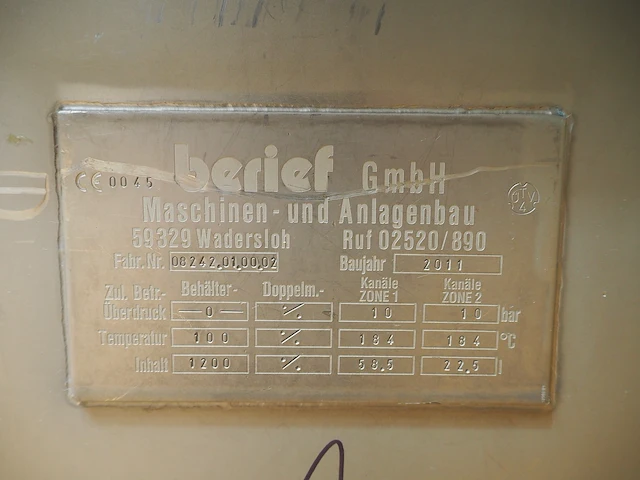 CE 0045 berief GmbH
Maschinen- und Anlagenbau
59329 Wadersloh Ruf 02520/890
Fabr. Nr. 08242.01.00.02 Baujahr 2011
Behälter- Doppelm.- Kanäle ZONE 1 Kanäle ZONE 2
Zul. Betr.-
Überdruck —0— ⁒ 10 10 bar
Temperatur 100 ⁒ 184 184 °C
Inhalt 1200 ⁒ 58.5 22.5 l